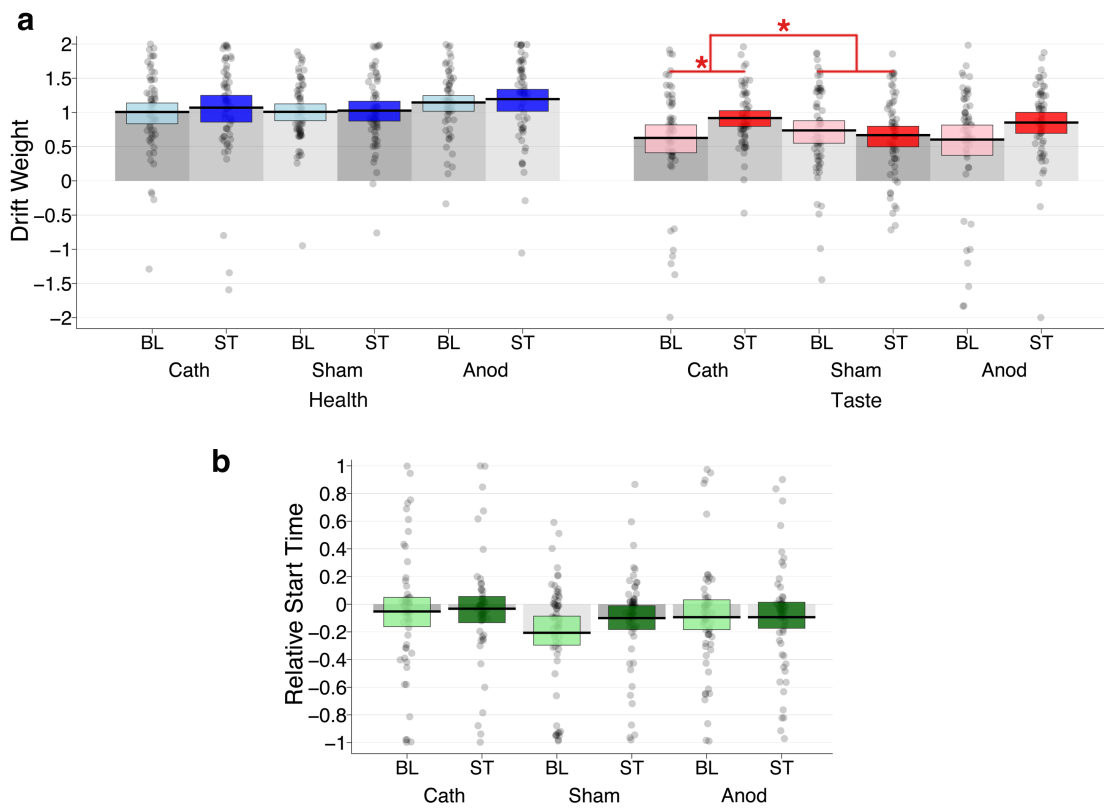 a
*
*
2
1.5
1
0.5
0
−0.5
−1
−1.5
−2
Drift Weight
BL ST BL ST BL ST BL ST BL ST BL ST
Cath Sham Anod Cath Sham Anod
Health Taste
b
1
0.8
0.6
0.4
0.2
0
−0.2
−0.4
−0.6
−0.8
−1
Relative Start Time
BL ST BL ST BL ST
Cath Sham Anod